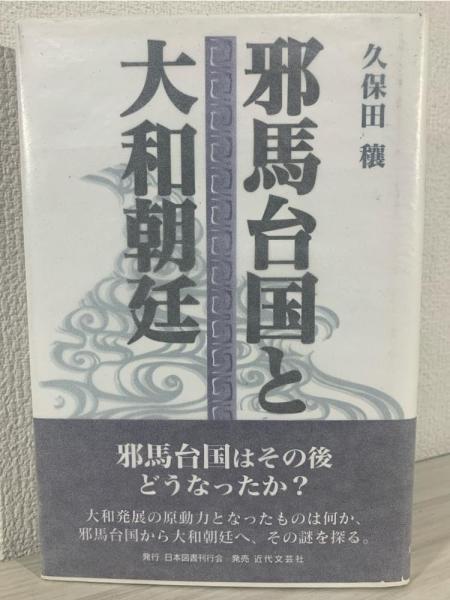 久保田 穰
邪馬台国と
大和朝廷
邪馬台国はその後
どうなったか？
大和発展の原動力となったものは何か、
邪馬台国から大和朝廷へ、その謎を探る。
発行 日本図書刊行会 発売 近代文芸社